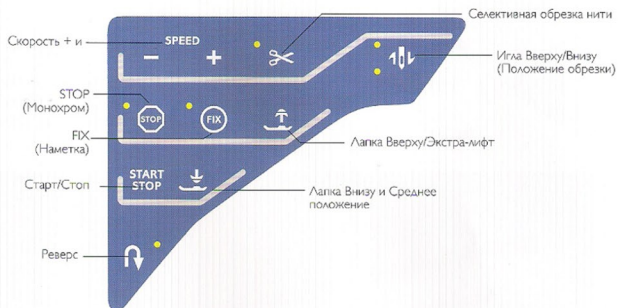 Селективная обрезка нити
Скорость + и
SPEED
− +
Игла Вверху/Внизу
(Положение обрезки)
STOP
(Монохром)
STOP
FIX
FIX
(Наметка)
Лапка Вверху/Экстра-лифт
Старт/Стоп
START
STOP
Лапка Внизу и Среднее
положение
Реверс